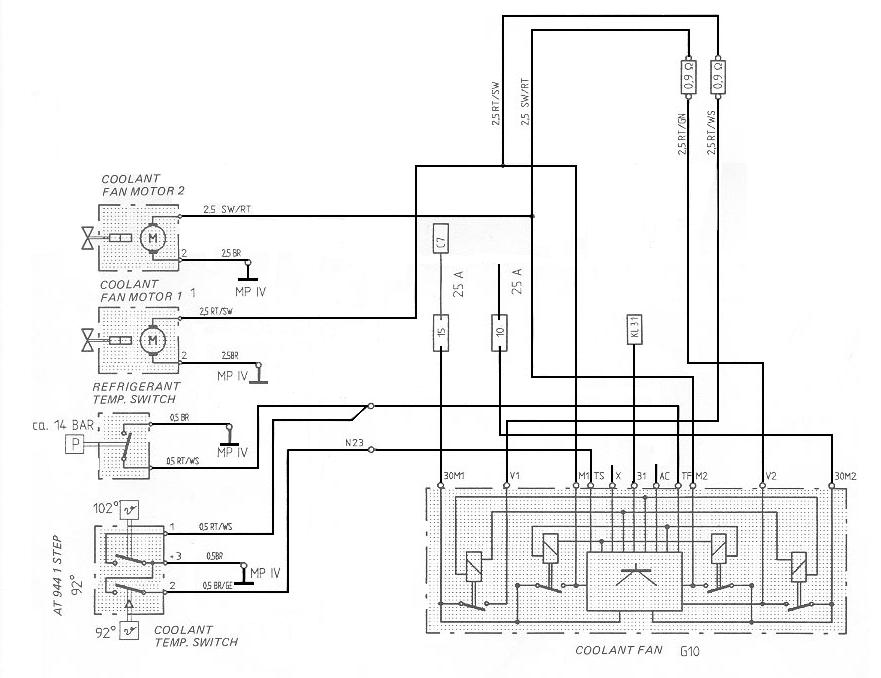 2,5 RT/SW
2,5 SW/RT
0,9 Ω
0,9 Ω
2,5 RT/GN
2,5 RT/WS
COOLANT
FAN MOTOR 2
2,5 SW/RT
M
2
2,5 BR
MP IV
COOLANT
FAN MOTOR 1 1
2,5 RT/SW
M
2
2,5BR
MP IV
C7
25 A
15
25 A
10
KL 31
REFRIGERANT
TEMP. SWITCH
ca. 14 BAR
P
0,5 BR
MP IV
0,5 RT/WS
N23
102°
1
0,5 RT/WS
+3
0,5BR
MP IV
2
0,5 BR/GE
AT 944 1 STEP
92°
92°
COOLANT
TEMP. SWITCH
30M1
V1
M1
TS
X
31
AC
TF
M2
V2
30M2
COOLANT FAN G10